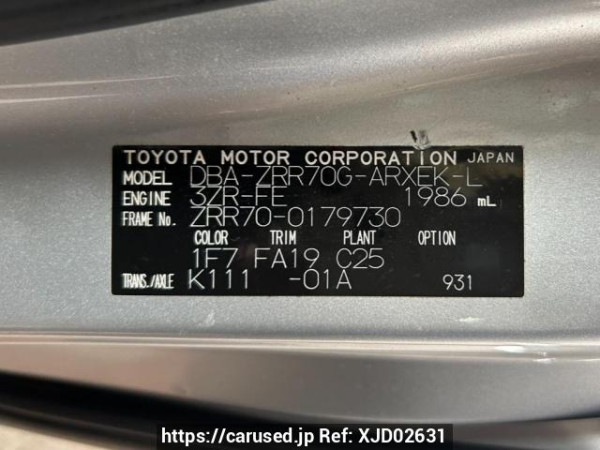 TOYOTA MOTOR CORPORATION JAPAN
MODEL DBA-ZRR70G-ARXEK-L
ENGINE 3ZR-FE 1986 mL
FRAME No. ZRR70-0179730
COLOR TRIM PLANT OPTION
1F7 FA19 C25
TRANS./AXLE K111 -01A 931
https://carused.jp Ref: XJD02631